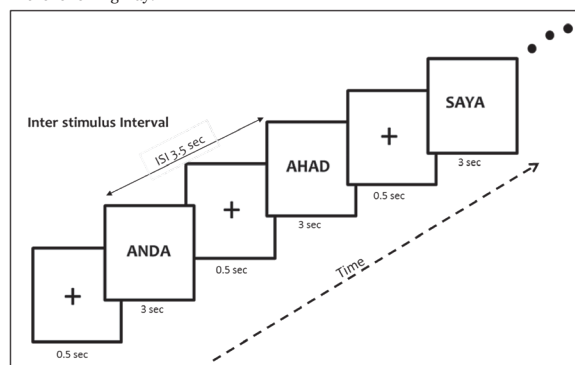 SAYA
+
3 sec
Inter stimulus Interval
ISI 3.5 sec
AHAD
0.5 sec
+
3 sec
ANDA
0.5 sec
Time
+
3 sec
0.5 sec